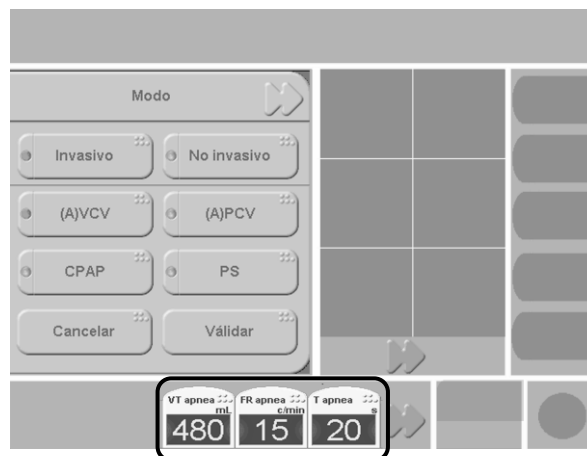 Modo
Invasivo No invasivo
(A)VCV (A)PCV
CPAP PS
Cancelar Válidar
VT apnea FR apnea T apnea
mL c/min s
480 15 20